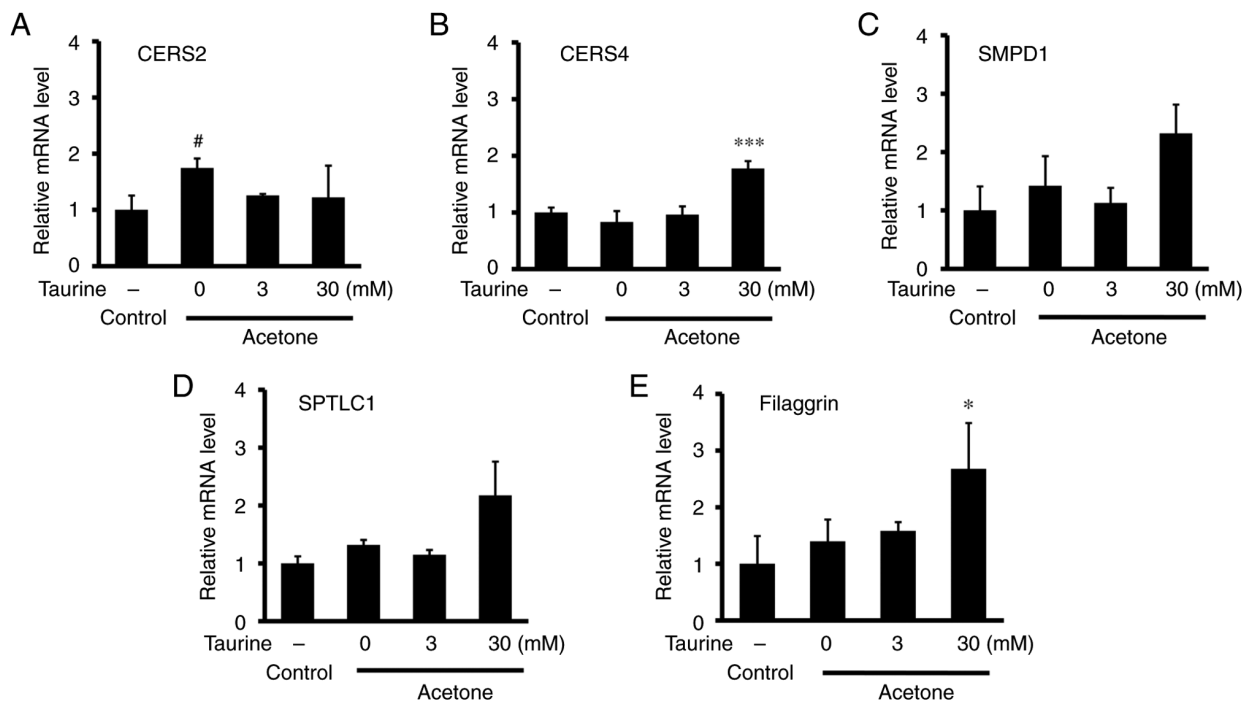 A
CERS2
Relative mRNA level
4
3
2
1
0
#
Taurine – 0 3 30 (mM)
Control
Acetone
B
CERS4
Relative mRNA level
4
3
2
1
0
***
Taurine – 0 3 30 (mM)
Control
Acetone
C
SMPD1
Relative mRNA level
4
3
2
1
0
Taurine – 0 3 30 (mM)
Control
Acetone
D
SPTLC1
Relative mRNA level
4
3
2
1
0
Taurine – 0 3 30 (mM)
Control
Acetone
E
Filaggrin
Relative mRNA level
4
3
2
1
0
*
Taurine – 0 3 30 (mM)
Control
Acetone